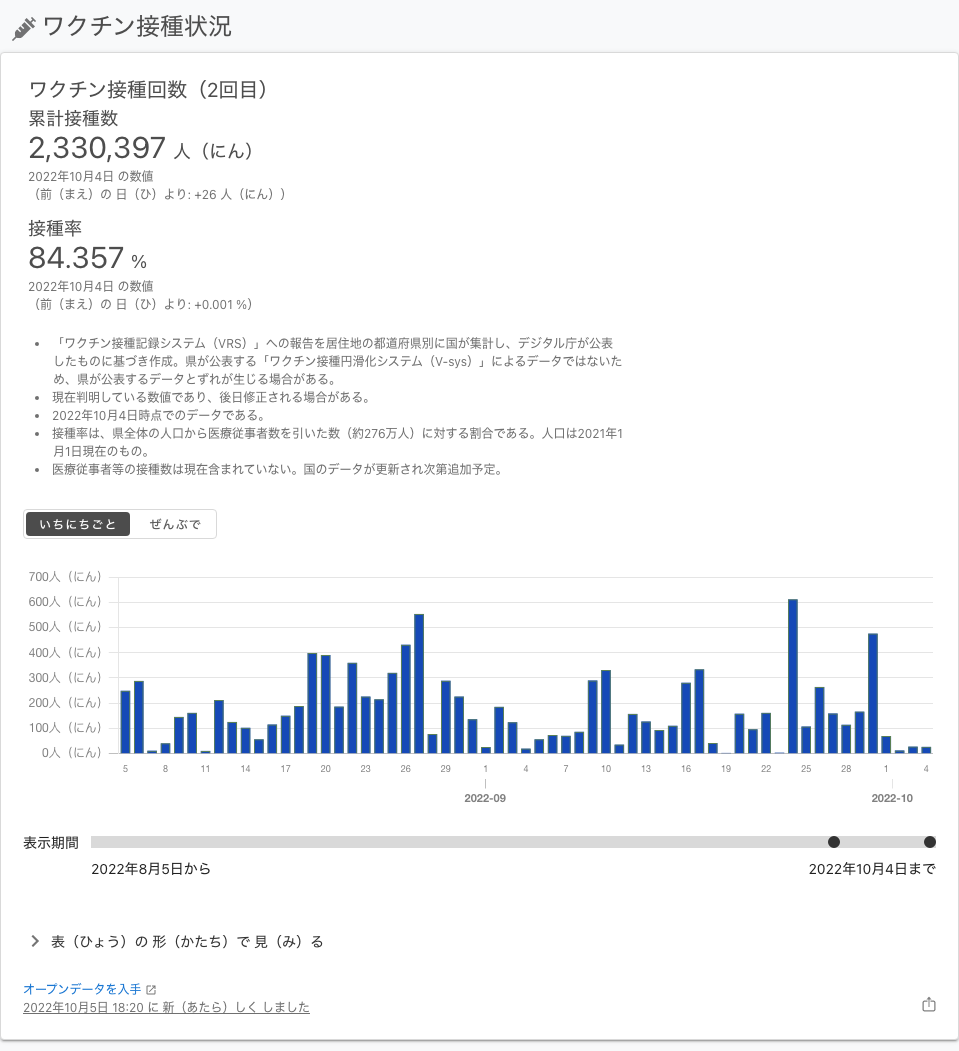 ワクチン接種状況
ワクチン接種回数（2回目）
累計接種数
2,330,397 人（にん）
2022年10月4日 の数値
（前（まえ）の 日（ひ）より: +26 人（にん））
接種率
84.357 %
2022年10月4日 の数値
（前（まえ）の 日（ひ）より: +0.001 %）
• 「ワクチン接種記録システム（VRS）」への報告を居住地の都道府県別に国が集計し、デジタル庁が公表
したものに基づき作成。県が公表する「ワクチン接種円滑化システム（V-sys）」によるデータではないた
め、県が公表するデータとずれが生じる場合がある。
• 現在判明している数値であり、後日修正される場合がある。
• 2022年10月4日時点でのデータである。
• 接種率は、県全体の人口から医療従事者数を引いた数（約276万人）に対する割合である。人口は2021年1
月1日現在のもの。
• 医療従事者等の接種数は現在含まれていない。国のデータが更新され次第追加予定。
いちにちごと ぜんぶで
700人（にん）
600人（にん）
500人（にん）
400人（にん）
300人（にん）
200人（にん）
100人（にん）
0人（にん）
5 8 11 14 17 20 23 26 29 1 4 7 10 13 16 19 22 25 28 1 4
2022-09 2022-10
表示期間
2022年8月5日から 2022年10月4日まで
表（ひょう）の 形（かたち）で 見（み）る
オープンデータを入手
2022年10月5日 18:20 に 新（あたら）しく しました